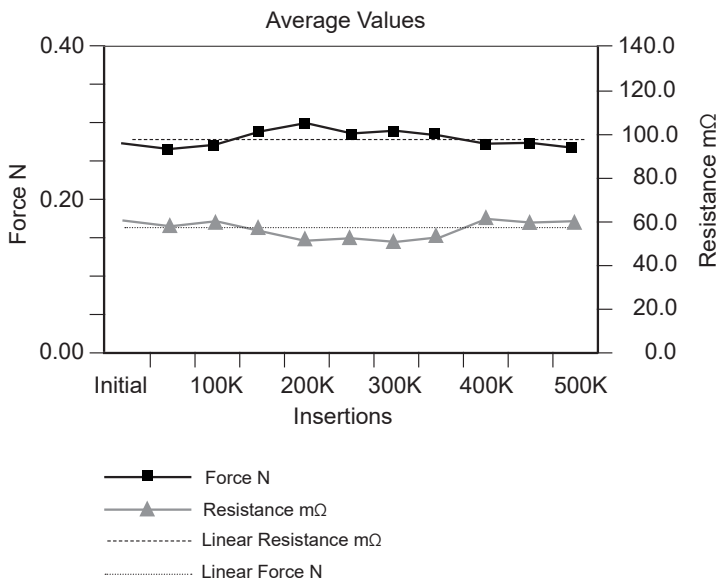 Average Values
0.40
0.20
0.00
Force N
140.0
120.0
100.0
80.0
60.0
40.0
20.0
0.0
Resistance mΩ
Initial 100K 200K 300K 400K 500K
Insertions
Force N
Resistance mΩ
Linear Resistance mΩ
Linear Force N